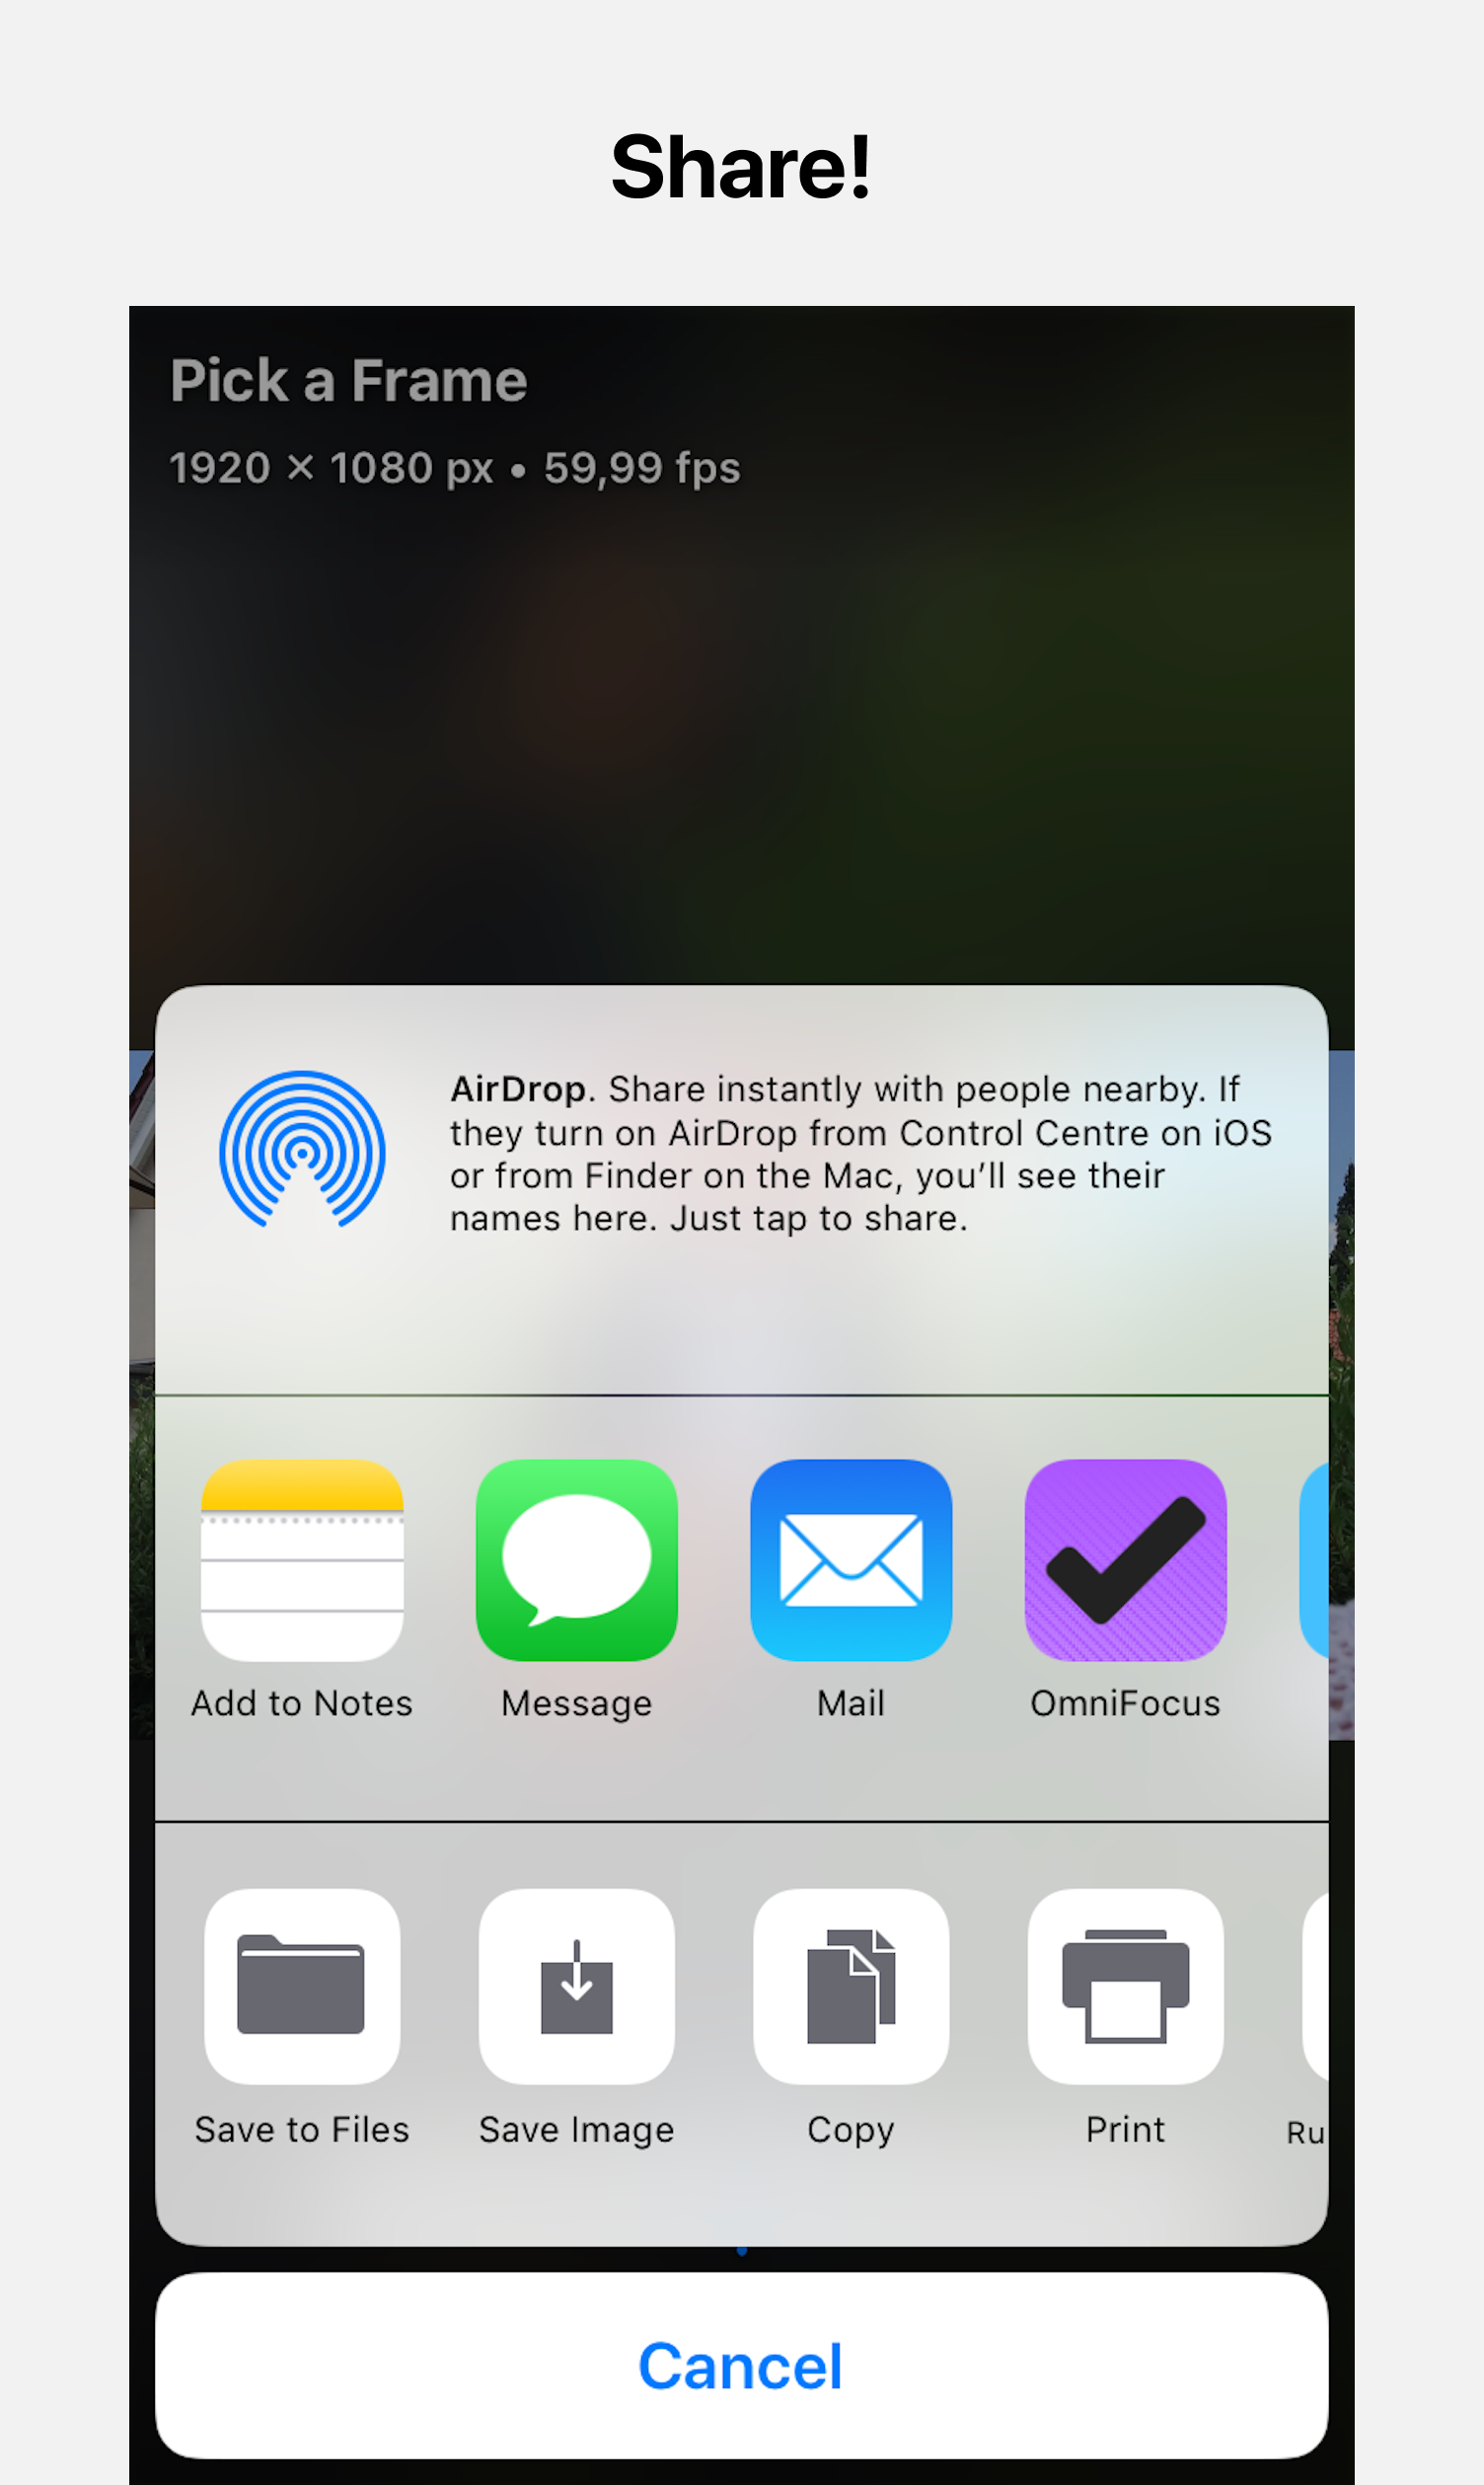 Share!
Pick a Frame
1920 × 1080 px • 59,99 fps
AirDrop. Share instantly with people nearby. If
they turn on AirDrop from Control Centre on iOS
or from Finder on the Mac, you’ll see their
names here. Just tap to share.
Add to Notes
Message
Mail
OmniFocus
Save to Files
Save Image
Copy
Print
Ru
Cancel